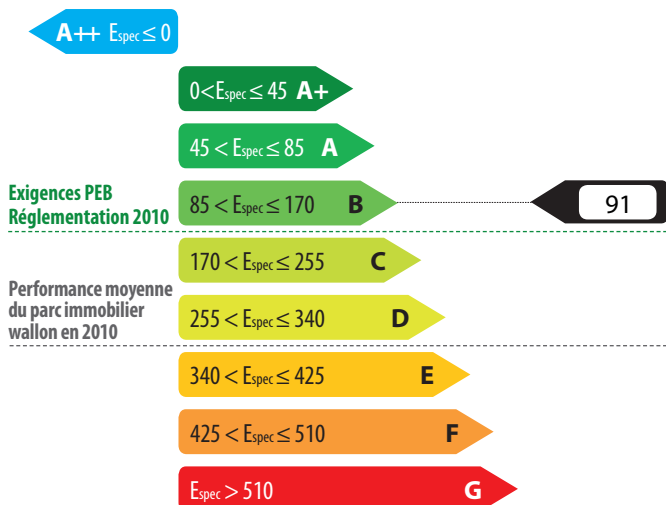 A++ Espec ≤ 0
0<Espec ≤ 45 A+
45 < Espec ≤ 85 A
Exigences PEB
Réglementation 2010
85 < Espec ≤ 170 B
91
170 < Espec ≤ 255 C
Performance moyenne
du parc immobilier
wallon en 2010
255 < Espec ≤ 340 D
340 < Espec ≤ 425 E
425 < Espec ≤ 510 F
Espec > 510 G